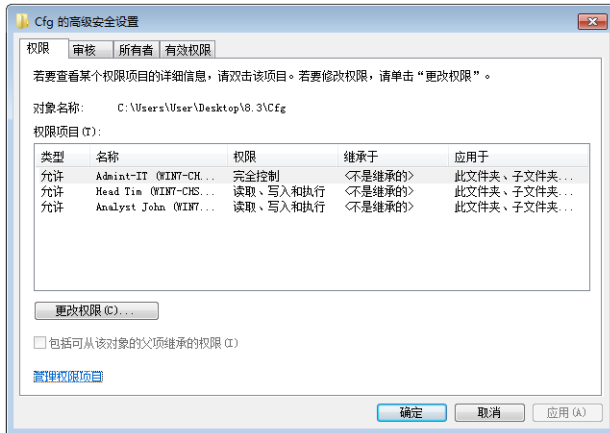 Cfg 的高级安全设置
权限 审核 所有者 有效权限
若要查看某个权限项目的详细信息，请双击该项目。若要修改权限，请单击“更改权限”。
对象名称: C:\Users\User\Desktop\8.3\Cfg
权限项目(T):
类型 名称 权限 继承于 应用于
允许 Admint-IT (WIN7-CH... 完全控制 <不是继承的> 此文件夹、子文件夹...
允许 Head Tim (WIN7-CHS... 读取、写入和执行 <不是继承的> 此文件夹、子文件夹...
允许 Analyst John (WIN7... 读取、写入和执行 <不是继承的> 此文件夹、子文件夹...
更改权限(C)...
包括可从该对象的父项继承的权限(I)
管理权限项目
确定 取消 应用(A)